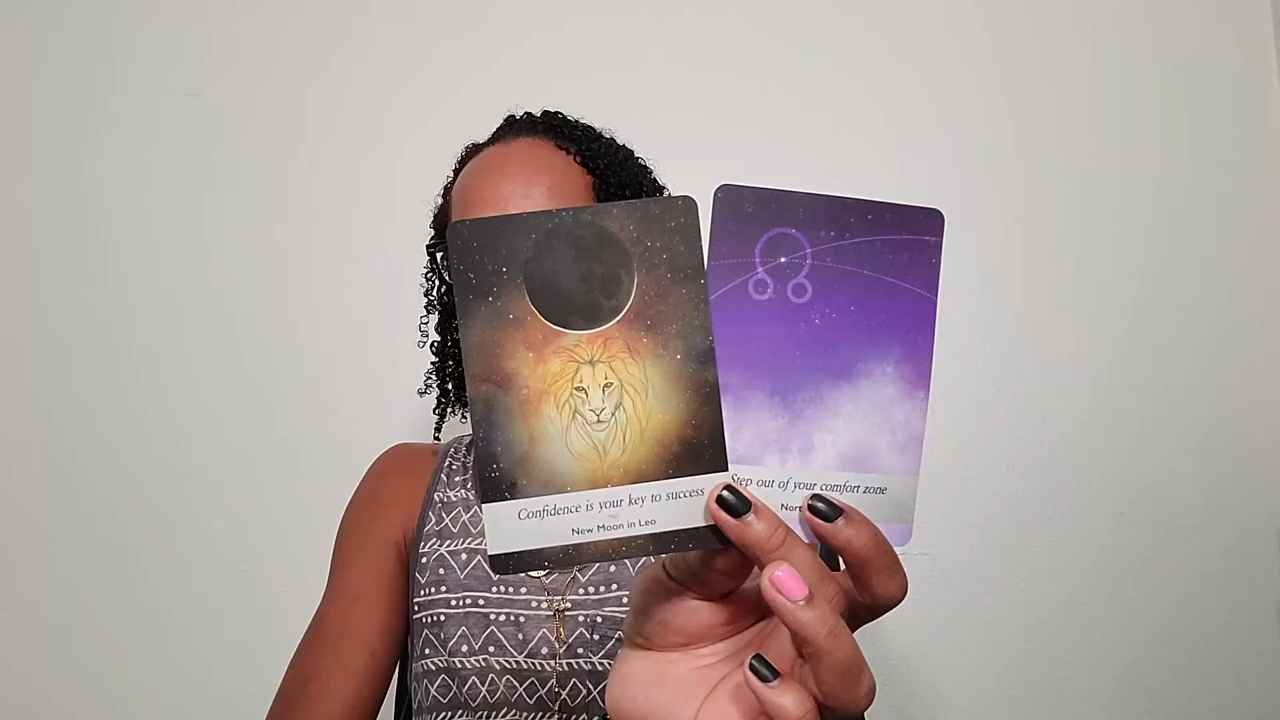 Confidence is your key to success
New Moon in Leo
Step out of your comfort zone